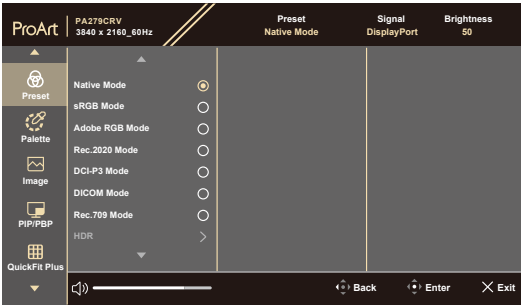 ProArt
PA279CRV
3840 x 2160_60Hz
Preset
Native Mode
Signal
DisplayPort
Brightness
50
Preset
Palette
Image
PIP/PBP
QuickFit Plus
Native Mode
sRGB Mode
Adobe RGB Mode
Rec.2020 Mode
DCI-P3 Mode
DICOM Mode
Rec.709 Mode
HDR
Back
Enter
Exit